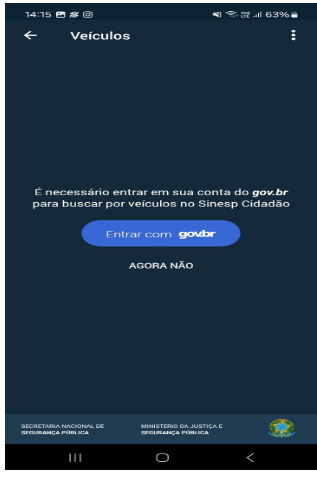 14:15 63%
Veículos
É necessário entrar em sua conta do gov.br
para buscar por veículos no Sinesp Cidadão
Entrar com gov.br
AGORA NÃO
SECRETARIA NACIONAL DE MINISTÉRIO DA JUSTIÇA E
SEGURANÇA PÚBLICA SEGURANÇA PÚBLICA